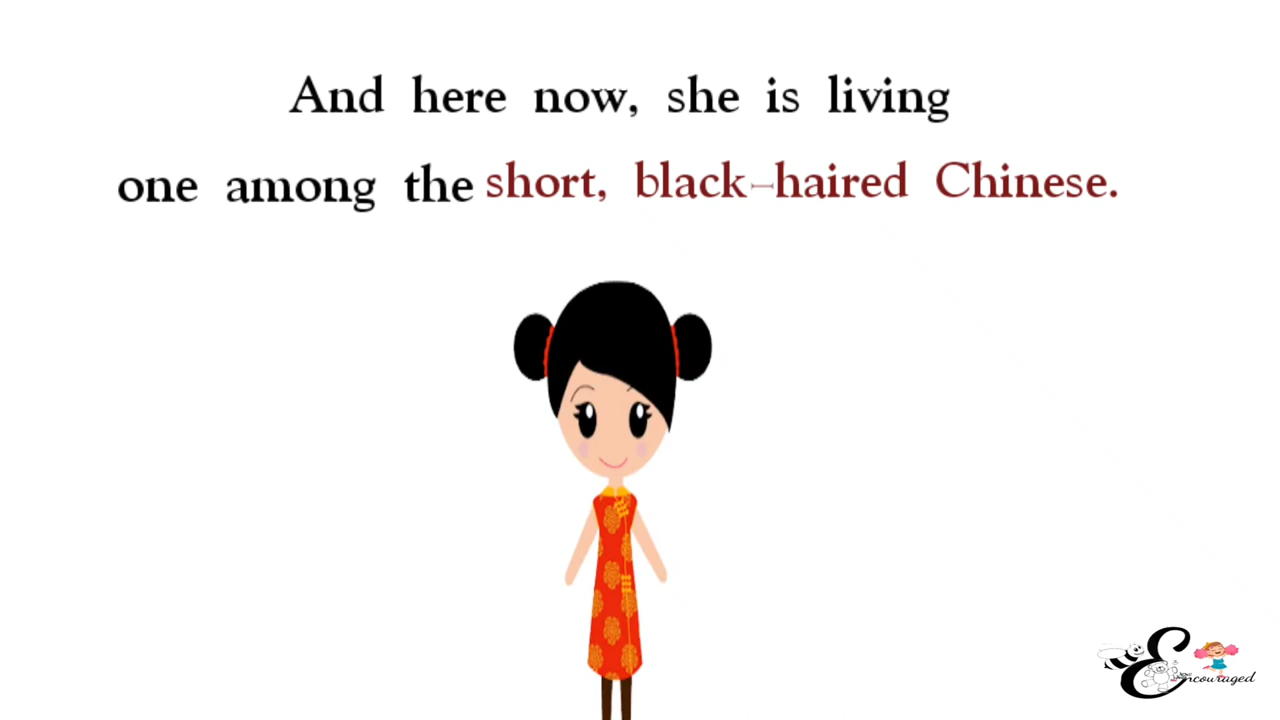 And here now, she is living
one among the short, black-haired Chinese.
Encouraged